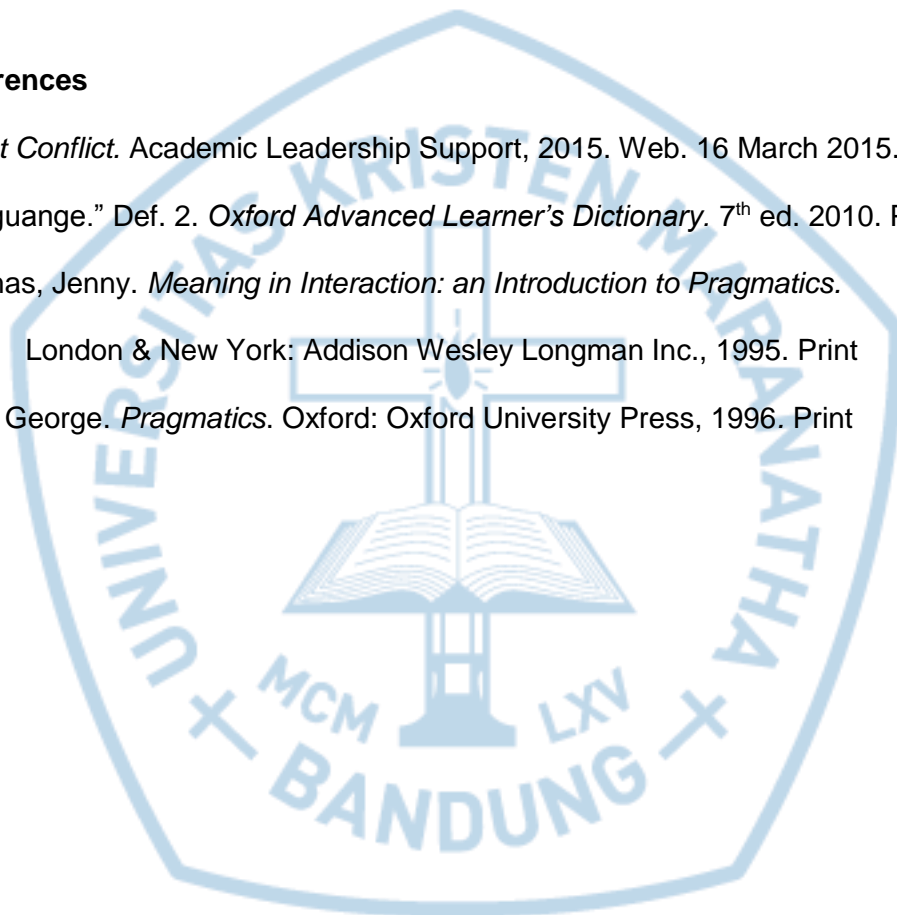 rences
t Conflict. Academic Leadership Support, 2015. Web. 16 March 2015.
guange.” Def. 2. Oxford Advanced Learner’s Dictionary. 7th ed. 2010. P
nas, Jenny. Meaning in Interaction: an Introduction to Pragmatics.
London & New York: Addison Wesley Longman Inc., 1995. Print
George. Pragmatics. Oxford: Oxford University Press, 1996. Print
UNIVERSITAS KRISTEN MARANATHA
MCM LXV
BANDUNG